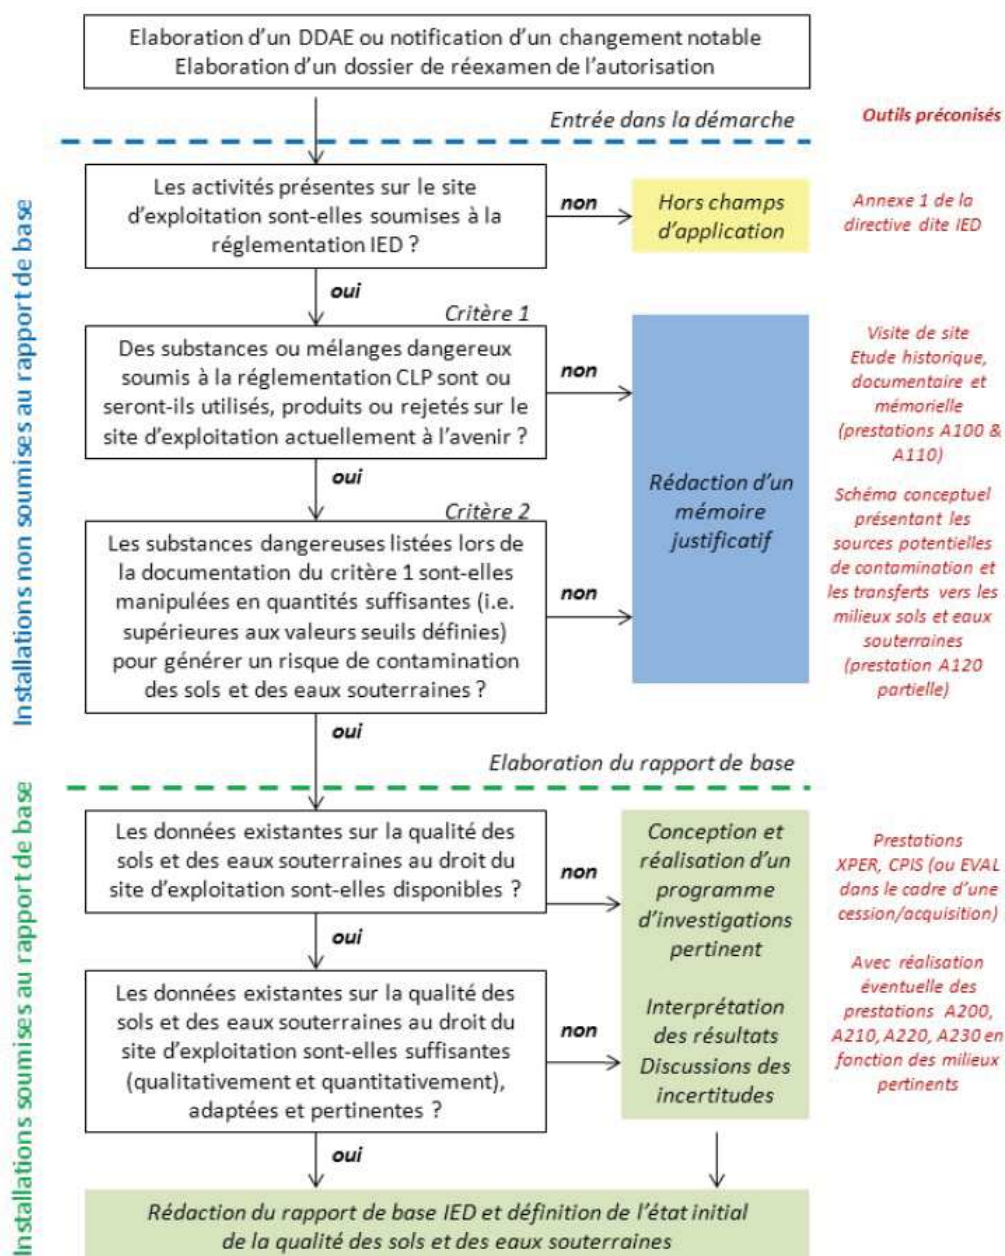 Elaboration d'un DDAE ou notification d'un changement notable
Elaboration d'un dossier de réexamen de l'autorisation
Entrée dans la démarche
Outils préconisés
Installations non soumises au rapport de base
Les activités présentes sur le site
d'exploitation sont-elles soumises à la
réglementation IED ?
non
Hors champs
d'application
Annexe 1 de la
directive dite IED
oui
Critère 1
Des substances ou mélanges dangereux
soumis à la réglementation CLP sont ou
seront-ils utilisés, produits ou rejetés sur le
site d'exploitation actuellement à l'avenir ?
non
Rédaction d'un
mémoire
justificatif
Visite de site
Etude historique,
documentaire et
mémorielle
(prestations A100 &
A110)
oui
Critère 2
Les substances dangereuses listées lors de
la documentation du critère 1 sont-elles
manipulées en quantités suffisantes (i.e.
supérieures aux valeurs seuils définies)
pour générer un risque de contamination
des sols et des eaux souterraines ?
non
Schéma conceptuel
présentant les
sources potentielles
de contamination et
les transferts vers les
milieux sols et eaux
souterraines
(prestation A120
partielle)
oui
Elaboration du rapport de base
Installations soumises au rapport de base
Les données existantes sur la qualité des
sols et des eaux souterraines au droit du
site d'exploitation sont-elles disponibles ?
non
Conception et
réalisation d'un
programme
d'investigations
pertinent
Interprétation
des résultats
Discussions des
incertitudes
Prestations
XPER, CPIS (ou EVAL
dans le cadre d'une
cession/acquisition)
oui
Les données existantes sur la qualité des
sols et des eaux souterraines au droit du
site d'exploitation sont-elles suffisantes
(qualitativement et quantitativement),
adaptées et pertinentes ?
non
Avec réalisation
éventuelle des
prestations A200,
A210, A220, A230 en
fonction des milieux
pertinents
oui
Rédaction du rapport de base IED et définition de l'état initial
de la qualité des sols et des eaux souterraines